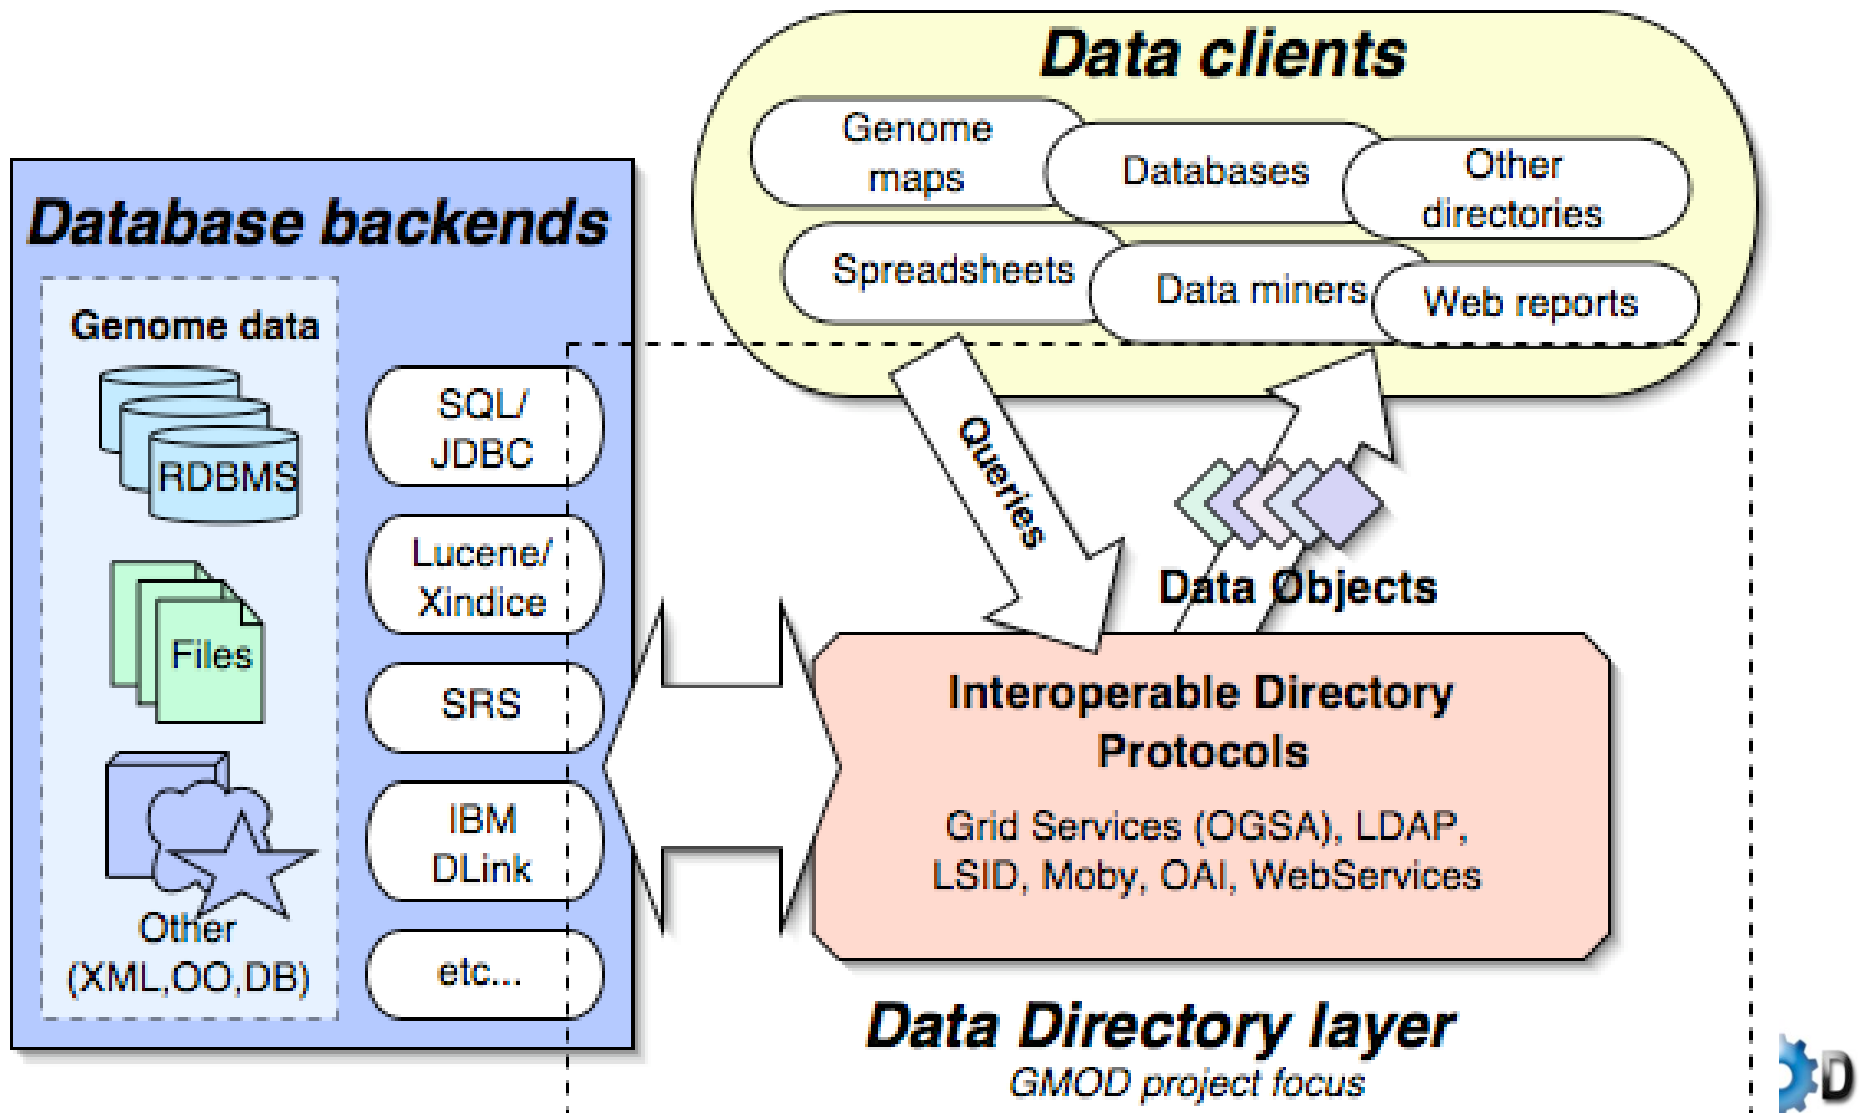 Data clients
Genome
maps
Databases
Other
directories
Spreadsheets
Data miners
Web reports
Database backends
Genome data
RDBMS
Files
Other
(XML,OO,DB)
SQL/
JDBC
Lucene/
Xindice
SRS
IBM
DLink
etc...
Queries
Data Objects
Interoperable Directory
Protocols
Grid Services (OGSA), LDAP,
LSID, Moby, OAI, WebServices
Data Directory layer
GMOD project focus
D